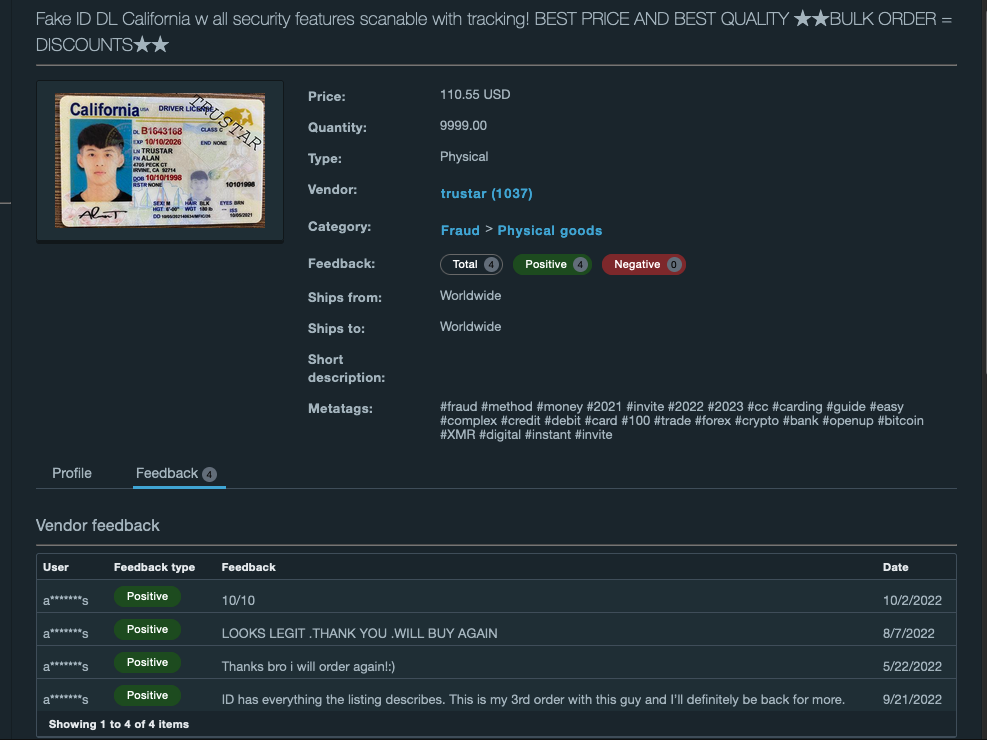 Fake ID DL California w all security features scanable with tracking! BEST PRICE AND BEST QUALITY ★★BULK ORDER =
DISCOUNTS★★
California USA DRIVER LICENSE
TRUSTAR
DL B1643168 CLASS C
EXP 10/10/2026 END NONE
LN TRUSTAR
FN ALAN
4705 PECK CT
IRVINE, CA 92714
DOB 10/10/1998
RSTR NONE 10101998
SEX M HAIR BLK EYES BRN
WGT 180 lb ISS
10/05/2021
Price: 110.55 USD
Quantity: 9999.00
Type: Physical
Vendor: trustar (1037)
Category: Fraud > Physical goods
Feedback: Total 4 Positive 4 Negative 0
Ships from: Worldwide
Ships to: Worldwide
Short
description:
Metatags: #fraud #method #money #2021 #invite #2022 #2023 #cc #carding #guide #easy
#complex #credit #debit #card #100 #trade #forex #crypto #bank #openup #bitcoin
#XMR #digital #instant #invite
Profile Feedback 4
Vendor feedback
User Feedback type Feedback Date
a*******s Positive 10/10 10/2/2022
a*******s Positive LOOKS LEGIT .THANK YOU .WILL BUY AGAIN 8/7/2022
a*******s Positive Thanks bro i will order again!:) 5/22/2022
a*******s Positive ID has everything the listing describes. This is my 3rd order with this guy and I'll definitely be back for more. 9/21/2022
Showing 1 to 4 of 4 items